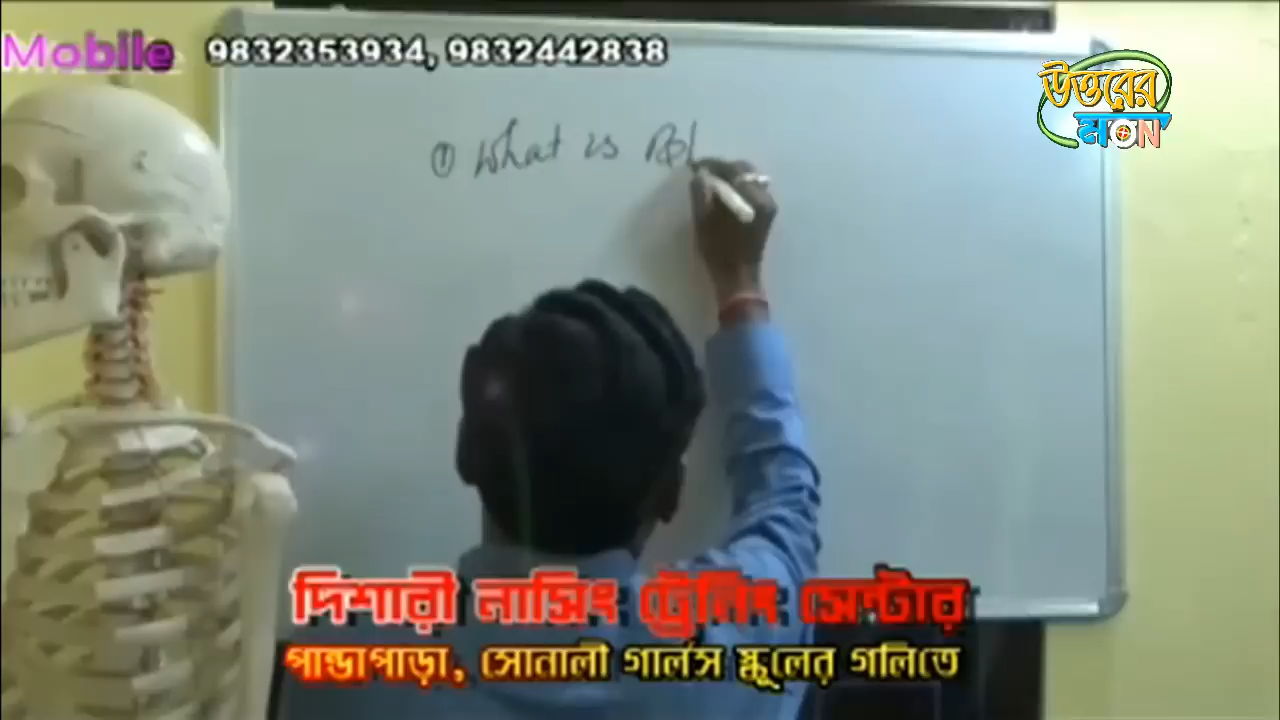 Mobile 9832353934, 9832442838
উত্তরের
মন
① What is
দিশারী নার্সিং ট্রেনিং সেন্টার
পান্ডাপাড়া, সোনালী গার্লস স্কুলের গলিতে